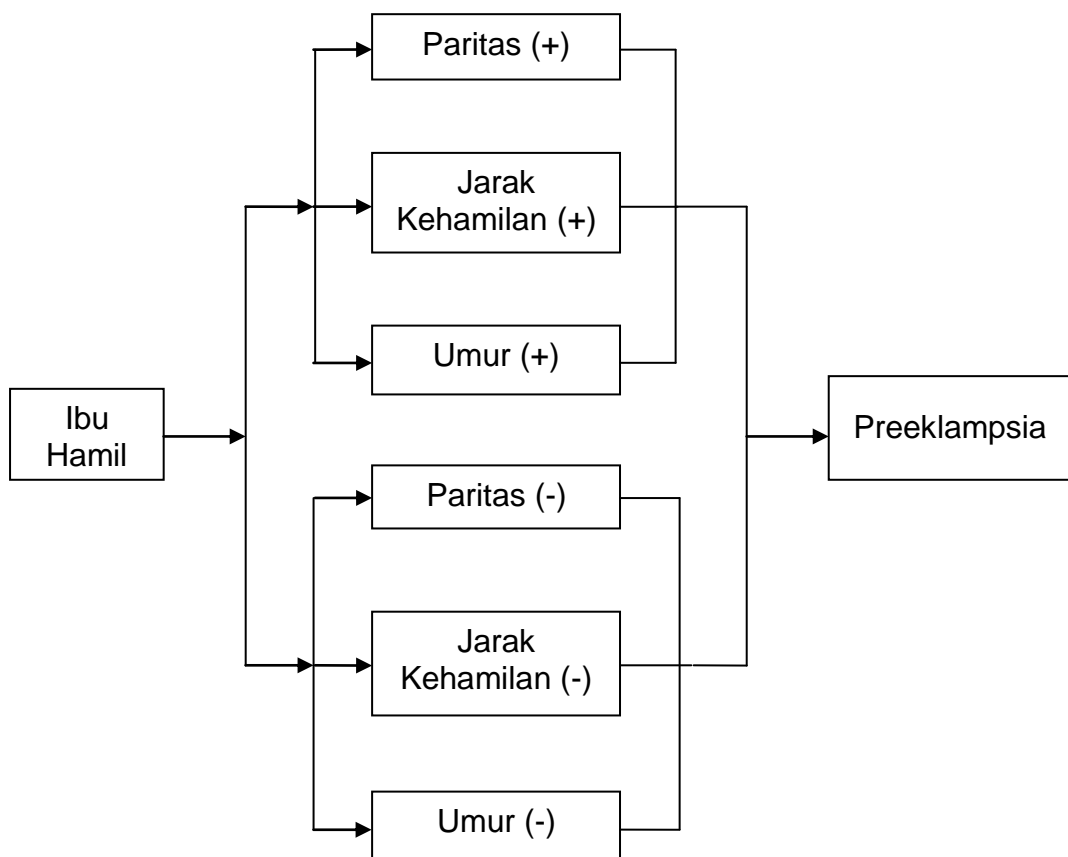 Paritas (+)
Jarak
Kehamilan (+)
Umur (+)
Ibu
Hamil
Preeklampsia
Paritas (-)
Jarak
Kehamilan (-)
Umur (-)